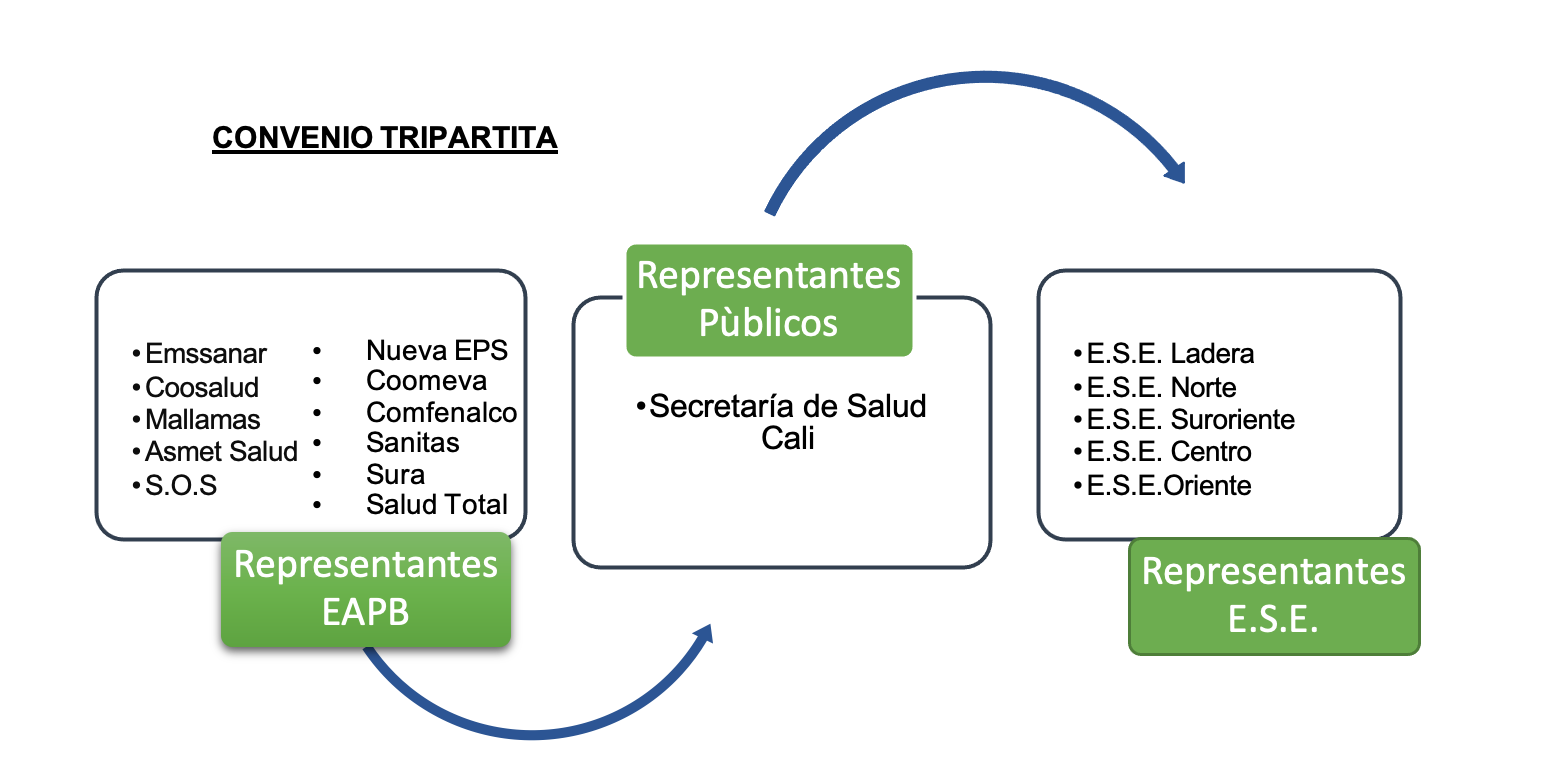 CONVENIO TRIPARTITA
•Emssanar
•Coosalud
•Mallamas
•Asmet Salud
•S.O.S
• Nueva EPS
• Coomeva
• Comfenalco
• Sanitas
• Sura
• Salud Total
Representantes
EAPB
Representantes
Pùblicos
•Secretaría de Salud
Cali
•E.S.E. Ladera
•E.S.E. Norte
•E.S.E. Suroriente
•E.S.E. Centro
•E.S.E.Oriente
Representantes
E.S.E.